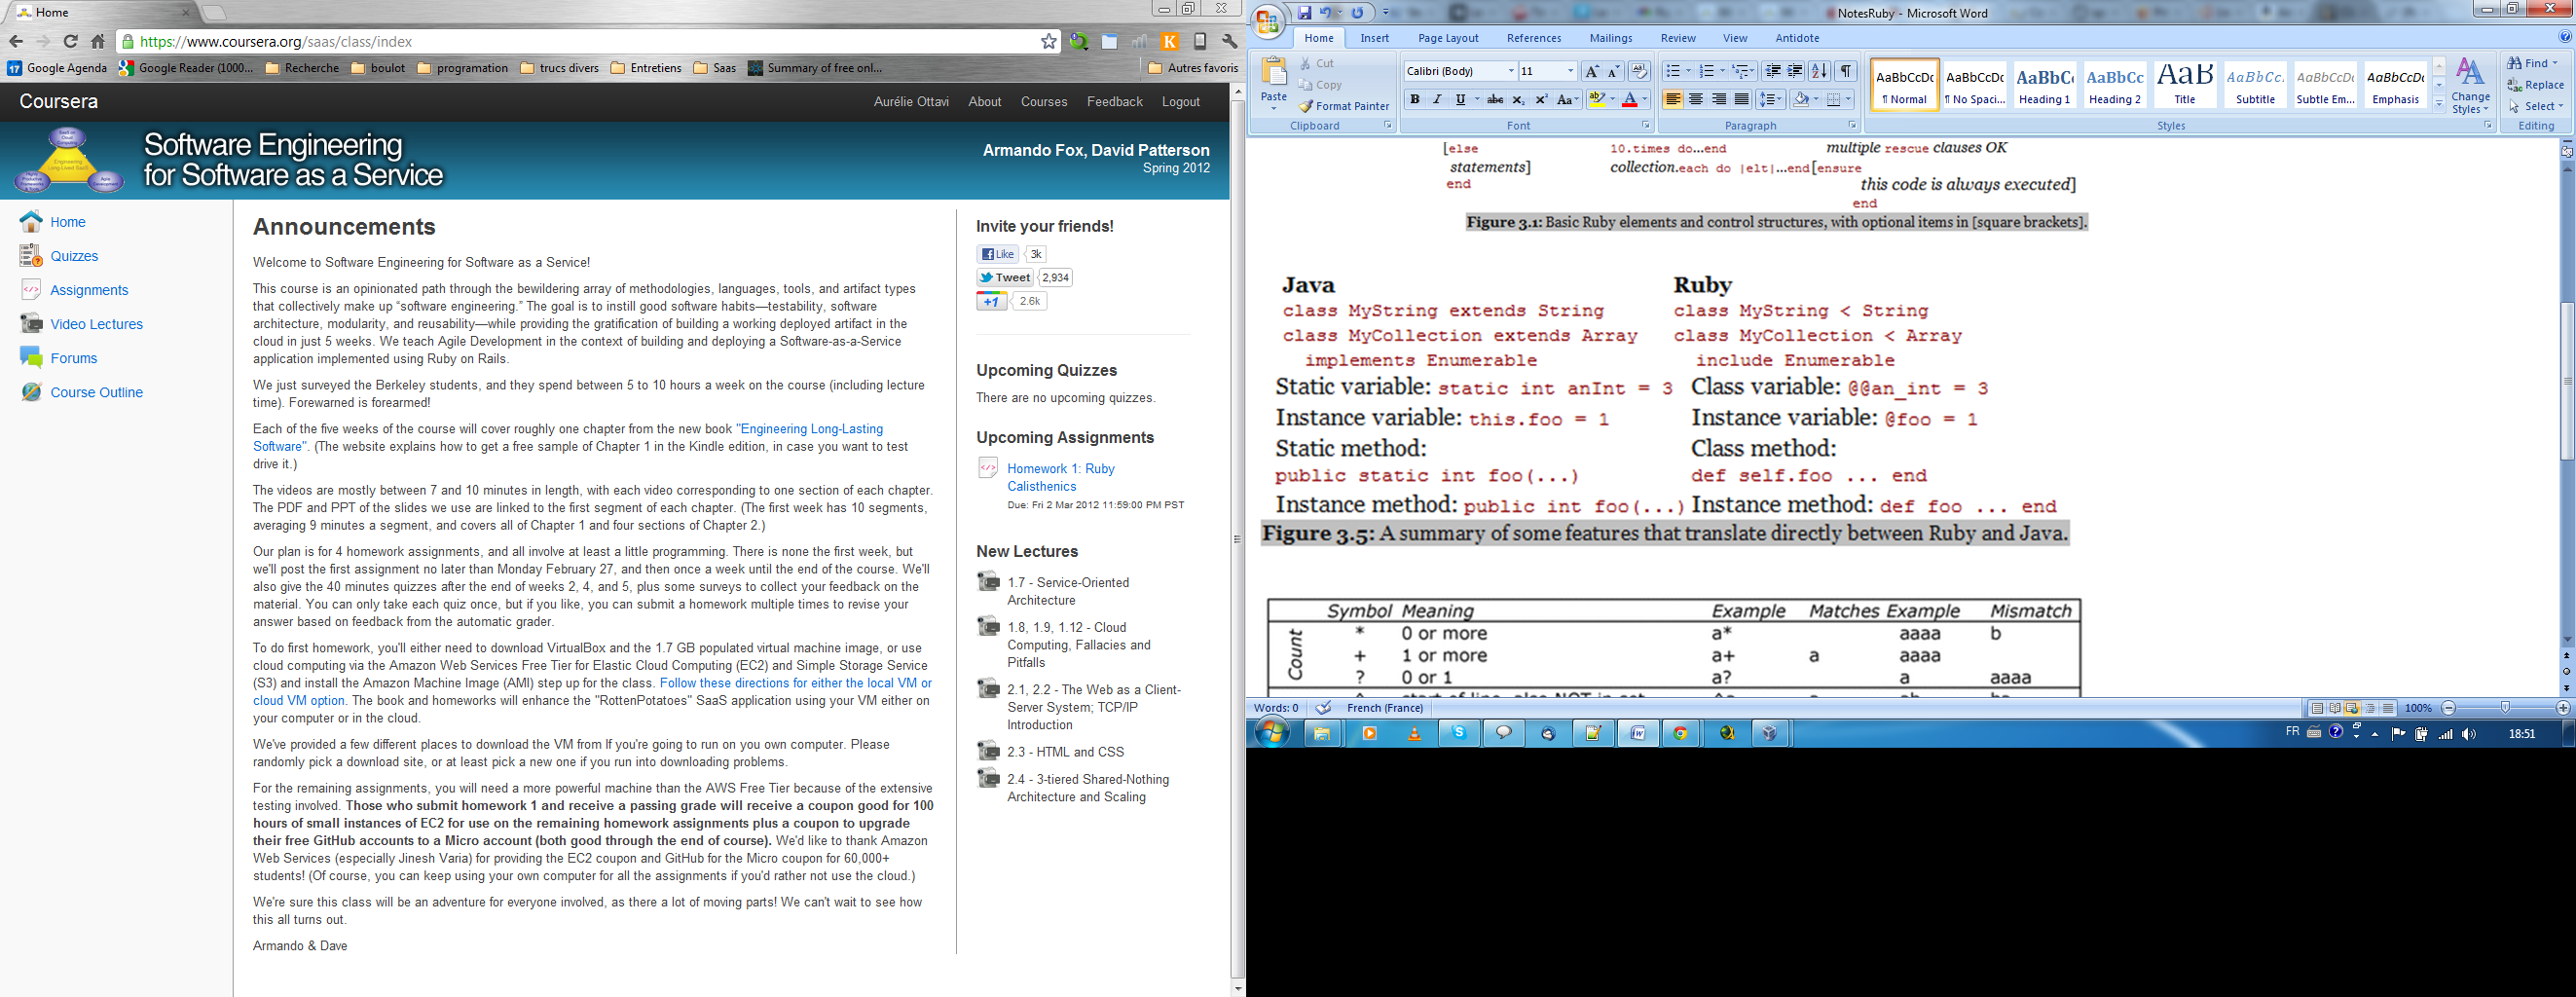 Home
https://www.coursera.org/saas/class/index
17 Google Agenda
Google Reader (1000...
Recherche
boulot
programation
trucs divers
Entretiens
Saas
Summary of free onl...
Autres favoris
Coursera
Aurélie Ottavi
About
Courses
Feedback
Logout
Software Engineering
for Software as a Service
Armando Fox, David Patterson
Spring 2012
Home
Quizzes
Assignments
Video Lectures
Forums
Course Outline
Announcements
Welcome to Software Engineering for Software as a Service!
This course is an opinionated path through the bewildering array of methodologies, languages, tools, and artifact types
that collectively make up “software engineering.” The goal is to instill good software habits—testability, software
architecture, modularity, and reusability—while providing the gratification of building a working deployed artifact in the
cloud in just 5 weeks. We teach Agile Development in the context of building and deploying a Software-as-a-Service
application implemented using Ruby on Rails.
We just surveyed the Berkeley students, and they spend between 5 to 10 hours a week on the course (including lecture
time). Forewarned is forearmed!
Each of the five weeks of the course will cover roughly one chapter from the new book "Engineering Long-Lasting
Software". (The website explains how to get a free sample of Chapter 1 in the Kindle edition, in case you want to test
drive it.)
The videos are mostly between 7 and 10 minutes in length, with each video corresponding to one section of each chapter.
The PDF and PPT of the slides we use are linked to the first segment of each chapter. (The first week has 10 segments,
averaging 9 minutes a segment, and covers all of Chapter 1 and four sections of Chapter 2.)
Our plan is for 4 homework assignments, and all involve at least a little programming. There is none the first week, but
we'll post the first assignment no later than Monday February 27, and then once a week until the end of the course. We'll
also give the 40 minutes quizzes after the end of weeks 2, 4, and 5, plus some surveys to collect your feedback on the
material. You can only take each quiz once, but if you like, you can submit a homework multiple times to revise your
answer based on feedback from the automatic grader.
To do first homework, you'll either need to download VirtualBox and the 1.7 GB populated virtual machine image, or use
cloud computing via the Amazon Web Services Free Tier for Elastic Cloud Computing (EC2) and Simple Storage Service
(S3) and install the Amazon Machine Image (AMI) step up for the class. Follow these directions for either the local VM or
cloud VM option. The book and homeworks will enhance the "RottenPotatoes" SaaS application using your VM either on
your computer or in the cloud.
We've provided a few different places to download the VM from If you're going to run on you own computer. Please
randomly pick a download site, or at least pick a new one if you run into downloading problems.
For the remaining assignments, you will need a more powerful machine than the AWS Free Tier because of the extensive
testing involved. Those who submit homework 1 and receive a passing grade will receive a coupon good for 100
hours of small instances of EC2 for use on the remaining homework assignments plus a coupon to upgrade
their free GitHub accounts to a Micro account (both good through the end of course). We'd like to thank Amazon
Web Services (especially Jinesh Varia) for providing the EC2 coupon and GitHub for the Micro coupon for 60,000+
students! (Of course, you can keep using your own computer for all the assignments if you'd rather not use the cloud.)
We're sure this class will be an adventure for everyone involved, as there a lot of moving parts! We can't wait to see how
this all turns out.
Armando & Dave
Invite your friends!
Like 3k
Tweet 2,934
+1 2.6k
Upcoming Quizzes
There are no upcoming quizzes.
Upcoming Assignments
Homework 1: Ruby
Calisthenics
Due: Fri 2 Mar 2012 11:59:00 PM PST
New Lectures
1.7 - Service-Oriented
Architecture
1.8, 1.9, 1.12 - Cloud
Computing, Fallacies and
Pitfalls
2.1, 2.2 - The Web as a Client-
Server System; TCP/IP
Introduction
2.3 - HTML and CSS
2.4 - 3-tiered Shared-Nothing
Architecture and Scaling
NotesRuby - Microsoft Word
Home Insert Page Layout References Mailings Review View Antidote
Paste
Cut
Copy
Format Painter
Clipboard
Calibri (Body) 11
Font
Paragraph
AaBbCcDc AaBbCcDc AaBbC AaBbCc AaB AaBbCc. AaBbCcDc AaBbCcDc
¶ Normal ¶ No Spaci... Heading 1 Heading 2 Title Subtitle Subtle Em... Emphasis
Change
Styles
Styles
Find
Replace
Select
Editing
[else 10.times do...end multiple rescue clauses OK
statements] collection.each do |elt|...end[ensure
end this code is always executed]
end
Figure 3.1: Basic Ruby elements and control structures, with optional items in [square brackets].
Java Ruby
class MyString extends String class MyString < String
class MyCollection extends Array class MyCollection < Array
implements Enumerable include Enumerable
Static variable: static int anInt = 3 Class variable: @@an_int = 3
Instance variable: this.foo = 1 Instance variable: @foo = 1
Static method: Class method:
public static int foo(...) def self.foo ... end
Instance method: public int foo(...) Instance method: def foo ... end
Figure 3.5: A summary of some features that translate directly between Ruby and Java.
Symbol Meaning Example Matches Example Mismatch
Count
* 0 or more a* aaaa b
+ 1 or more a+ a aaaa
? 0 or 1 a? a aaaa
Words: 0 French (France) 100%
FR 18:51